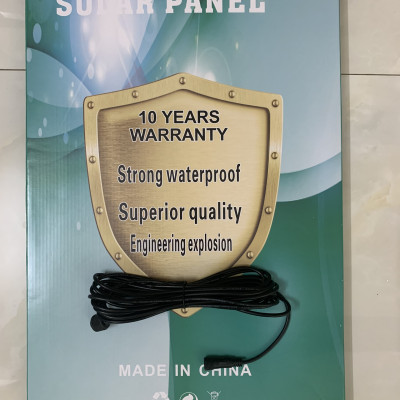 SOLAR PANEL
10 YEARS
WARRANTY
Strong waterproof
Superior quality
Engineering explosion
MADE IN CHINA